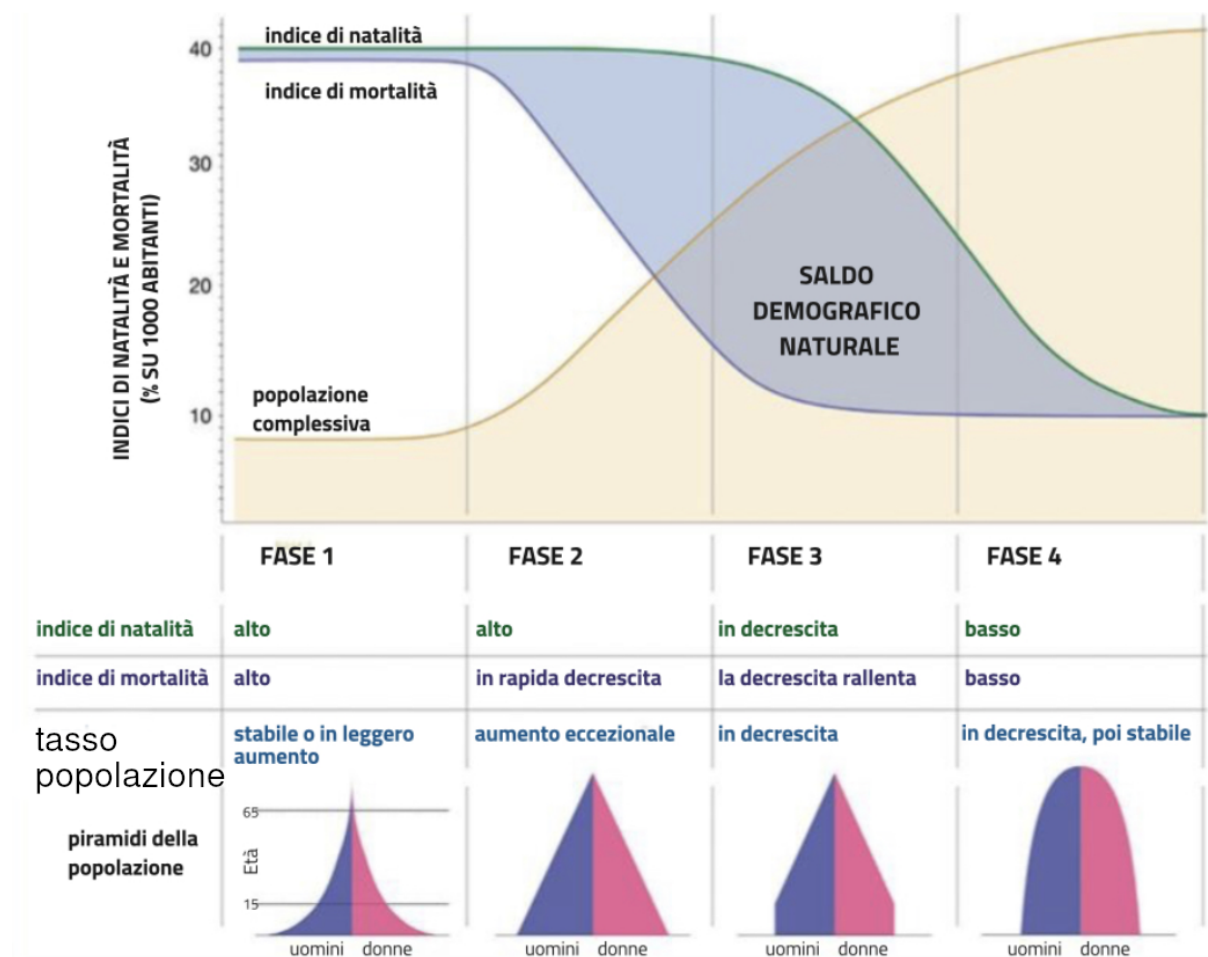 indice di natalità
40
indice di mortalità
30
INDICI DI NATALITÀ E MORTALITÀ
(% SU 1000 ABITANTI)
20
SALDO
DEMOGRAFICO
NATURALE
popolazione
complessiva
10
FASE 1 FASE 2 FASE 3 FASE 4
indice di natalità alto alto in decrescita basso
indice di mortalità alto in rapida decrescita la decrescita rallenta basso
tasso
popolazione
stabile o in leggero
aumento
aumento eccezionale
in decrescita
in decrescita, poi stabile
piramidi della
popolazione
65
Età
15
uomini donne uomini donne uomini donne uomini donne